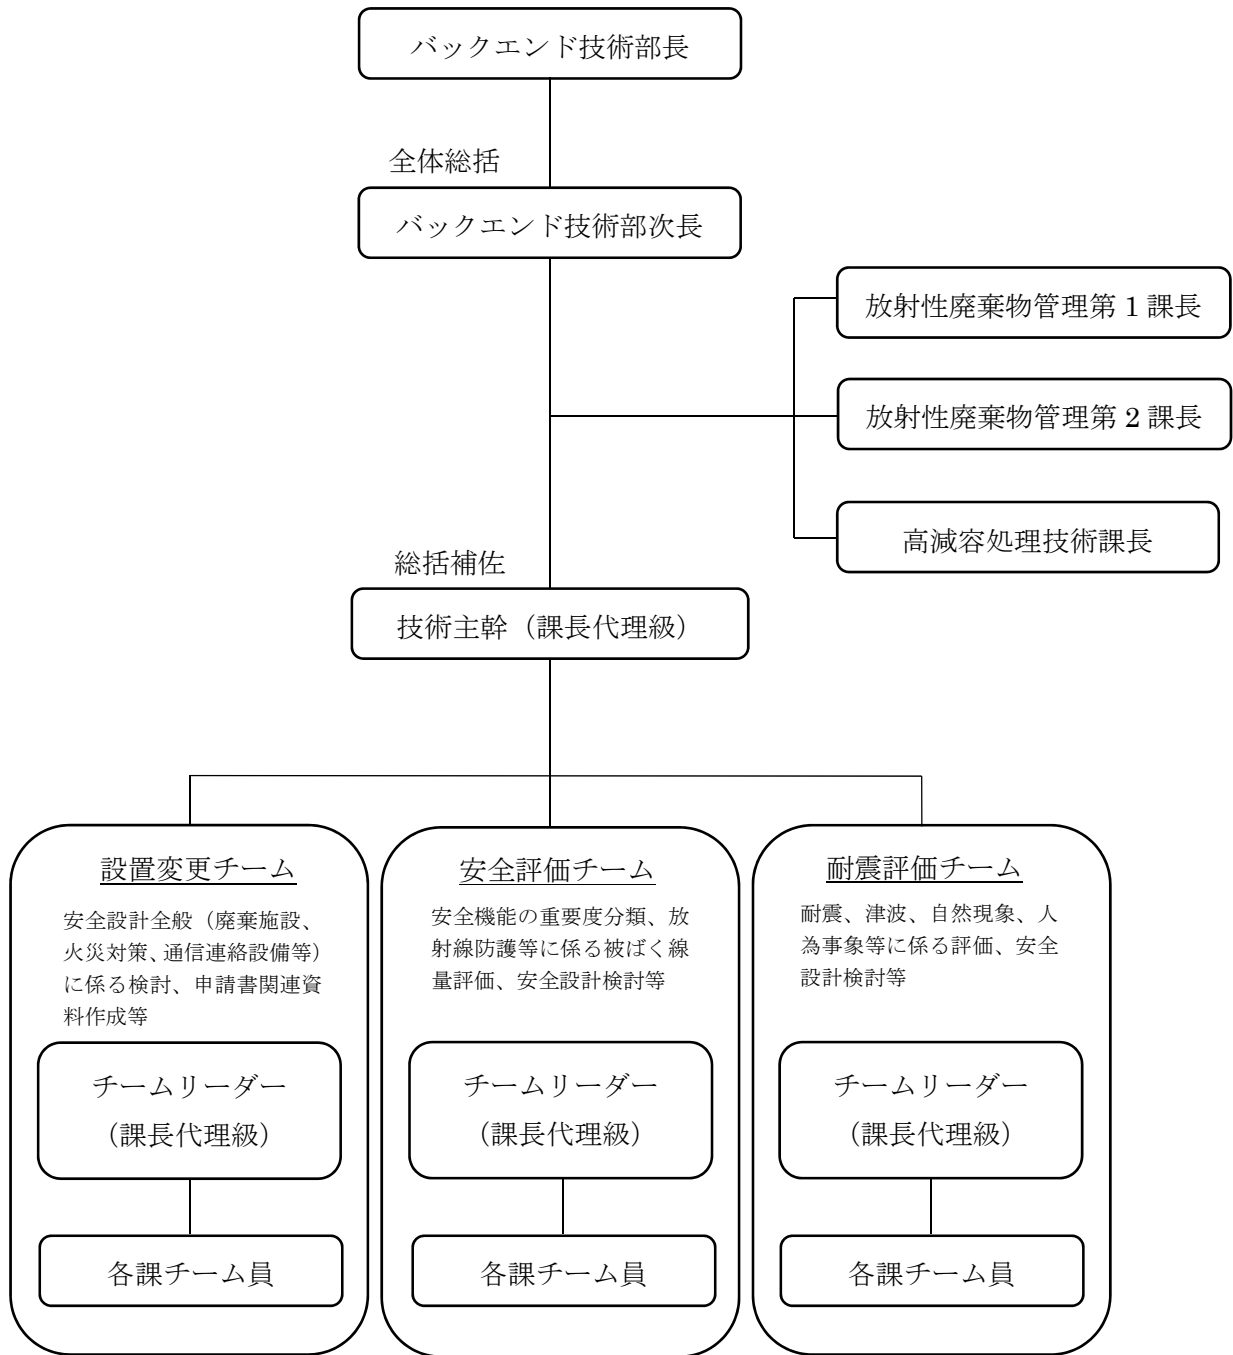 バックエンド技術部長
全体総括
バックエンド技術部次長
放射性廃棄物管理第 1 課長
放射性廃棄物管理第 2 課長
高減容処理技術課長
総括補佐
技術主幹（課長代理級）
設置変更チーム
安全設計全般（廃棄施設、
火災対策、通信連絡設備等）
に係る検討、申請書関連資
料作成等
チームリーダー
（課長代理級）
各課チーム員
安全評価チーム
安全機能の重要度分類、放
射線防護等に係る被ばく線
量評価、安全設計検討等
チームリーダー
（課長代理級）
各課チーム員
耐震評価チーム
耐震、津波、自然現象、人
為事象等に係る評価、安全
設計検討等
チームリーダー
（課長代理級）
各課チーム員